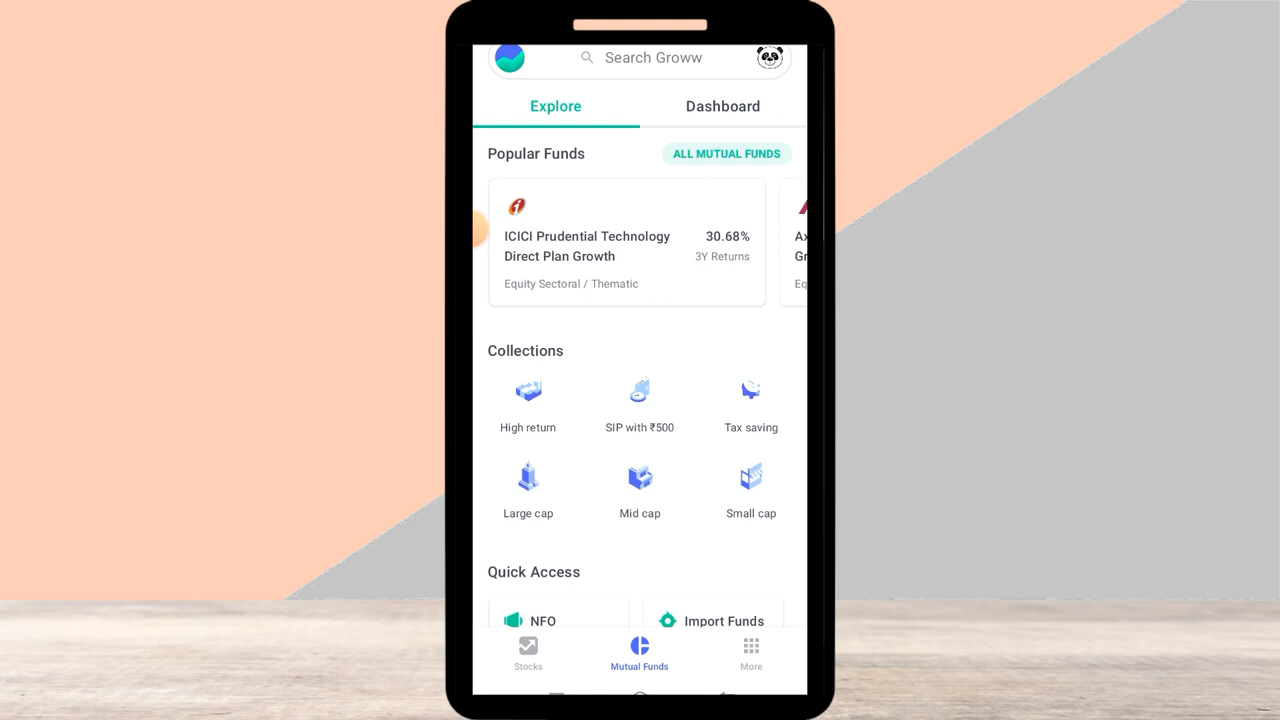 Search Groww
Explore
Dashboard
Popular Funds
ALL MUTUAL FUNDS
ICICI Prudential Technology
Direct Plan Growth
30.68%
3Y Returns
Equity Sectoral / Thematic
Collections
High return
SIP with ₹500
Tax saving
Large cap
Mid cap
Small cap
Quick Access
NFO
Import Funds
Stocks
Mutual Funds
More